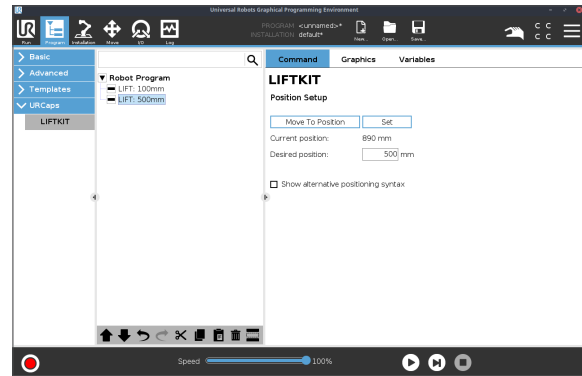 Universal Robots Graphical Programming Environment
Run
Program
Installation
Move
I/O
Log
PROGRAM <unnamed>*
INSTALLATION default*
New...
Open...
Save...
C C
C C
Basic
Advanced
Templates
URCaps
LIFTKIT
Robot Program
LIFT: 100mm
LIFT: 500mm
Command
Graphics
Variables
LIFTKIT
Position Setup
Move To Position
Set
Current position: 890 mm
Desired position: 500 mm
Show alternative positioning syntax
Speed 100%